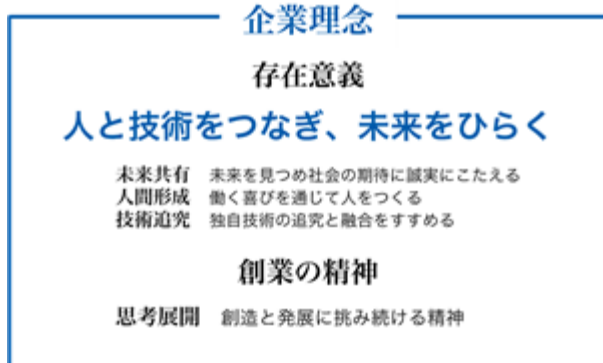 企業理念
存在意義
人と技術をつなぎ、未来をひらく
未来共有 未来を見つめ社会の期待に誠実にこたえる
人間形成 働く喜びを通じて人をつくる
技術追究 独自技術の追究と融合をすすめる
創業の精神
思考展開 創造と発展に挑み続ける精神